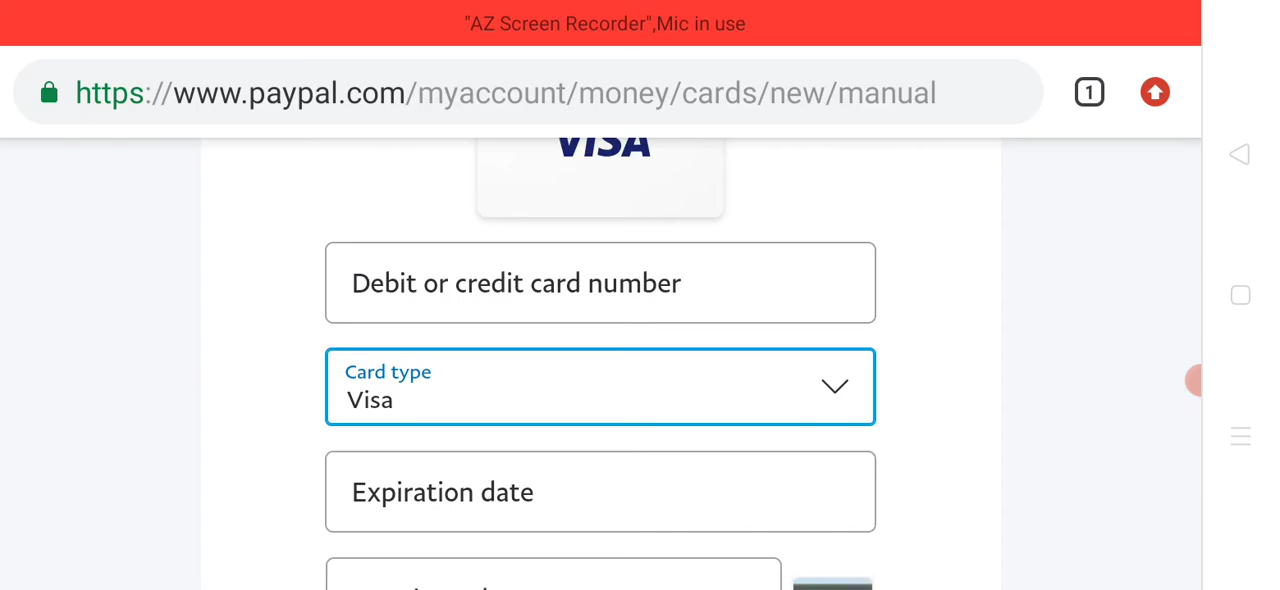 "AZ Screen Recorder",Mic in use
https://www.paypal.com/myaccount/money/cards/new/manual
1
VISA
Debit or credit card number
Card type
Visa
Expiration date